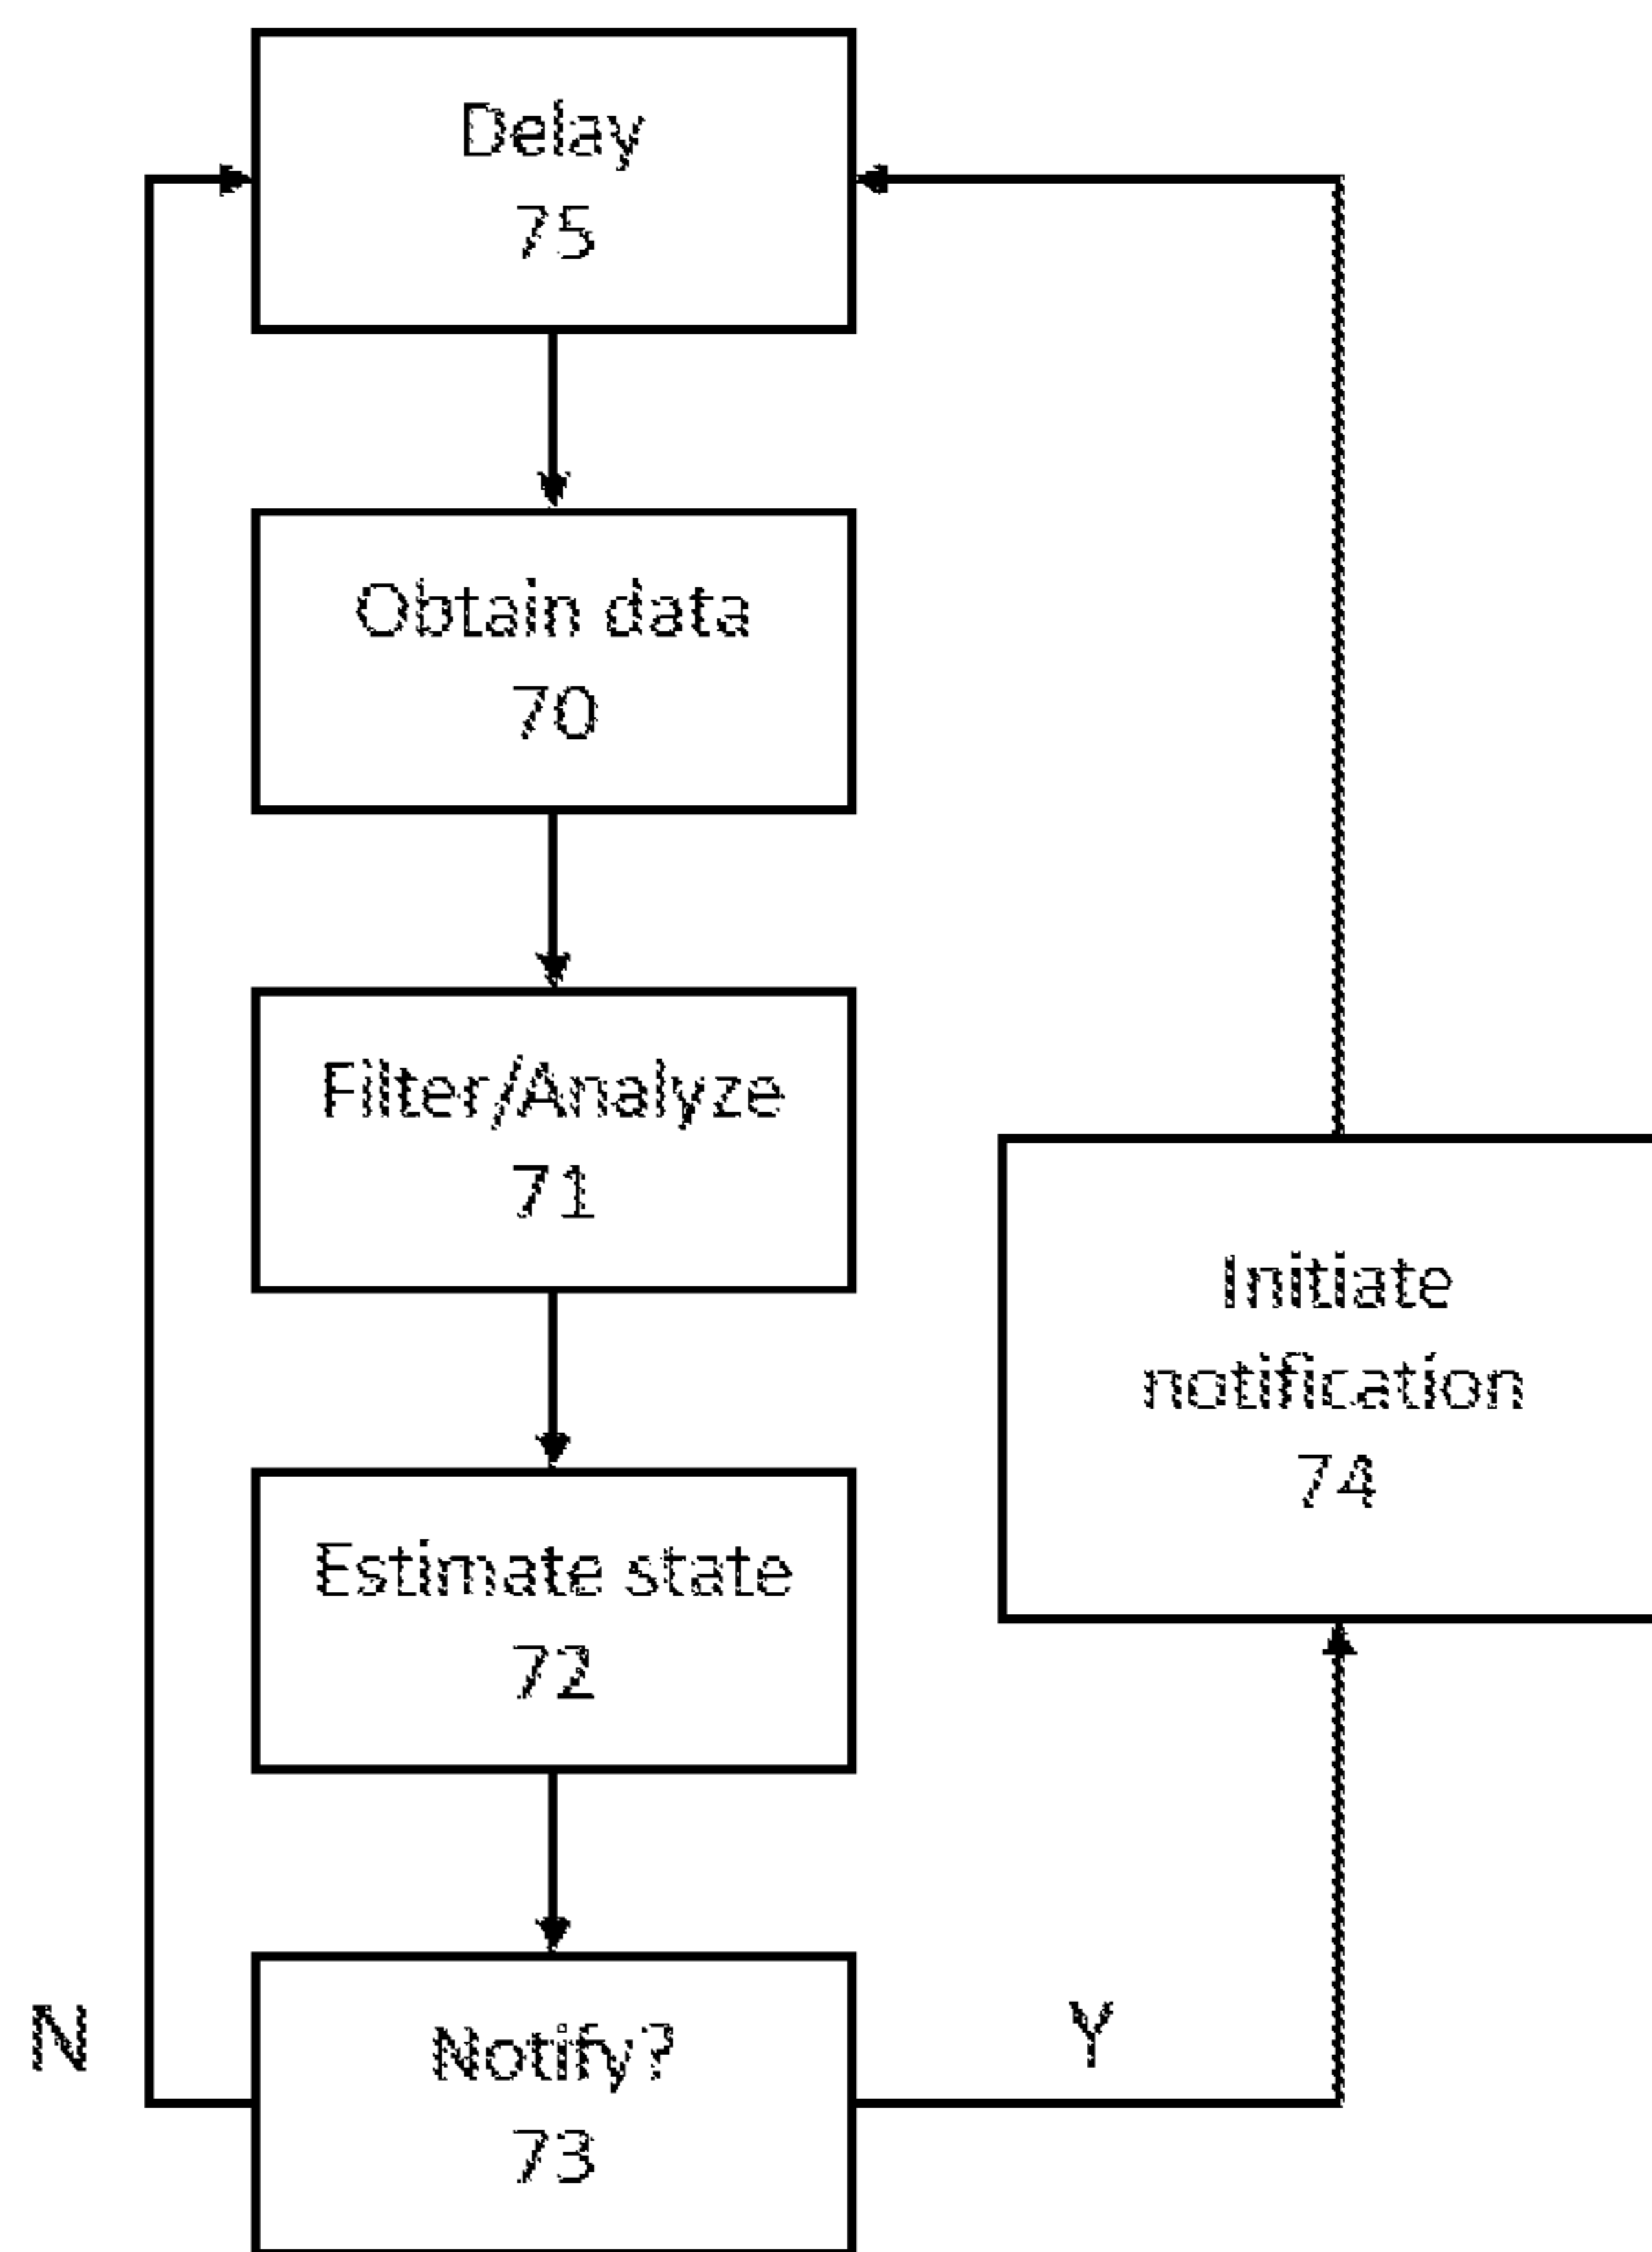 Delay
75
Obtain data
70
Filter/Analyze
71
Estimate state
72
Initiate
notification
74
Notify?
73
N
Y